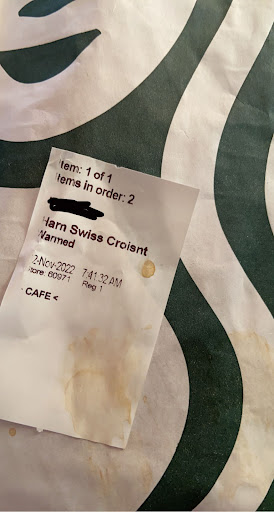 Item: 1 of 1
Items in order: 2
Ham Swiss Croisnt
Warmed
2-Nov-2022 7:41:32 AM
Store: 60971 Reg 1
CAFE <